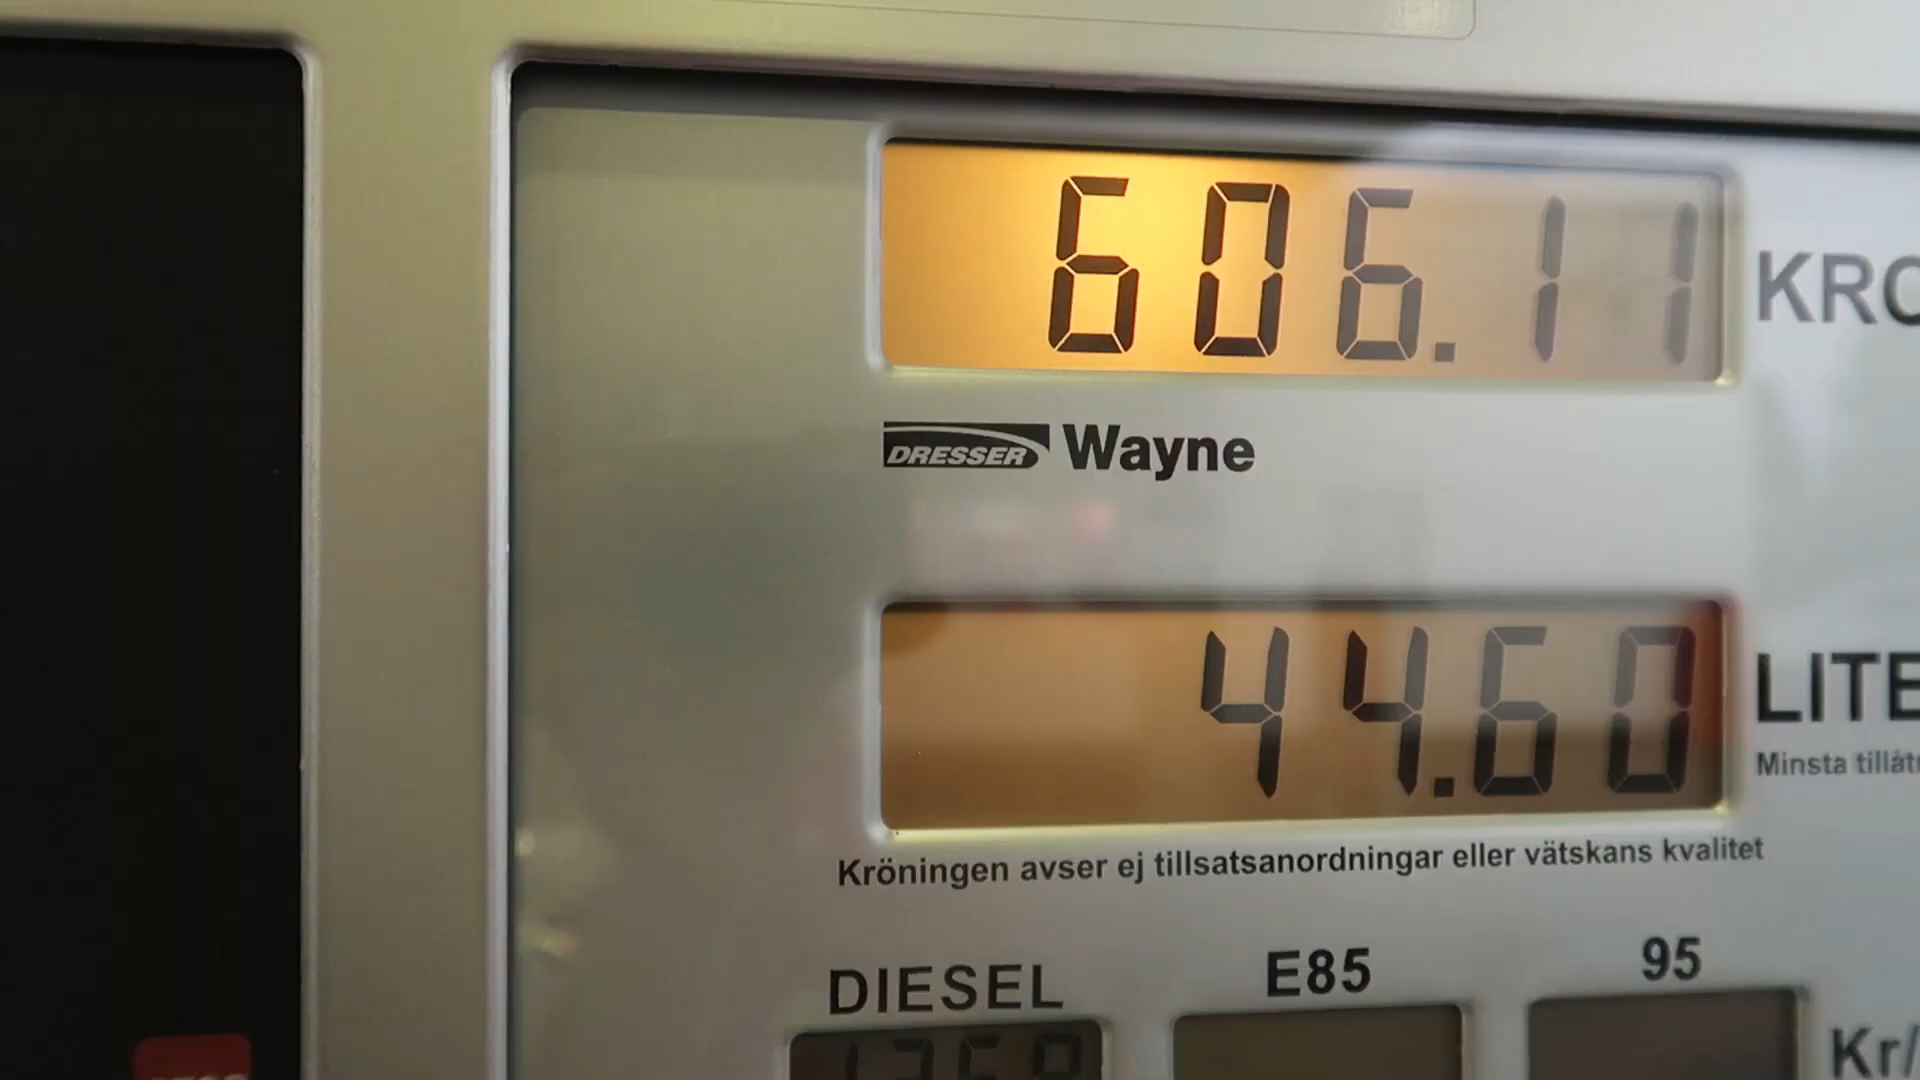 606.11 KRO
DRESSER Wayne
44.60 LITE
Minsta tillåt
Kröningen avser ej tillsatsanordningar eller vätskans kvalitet
DIESEL E85 95
Kr/